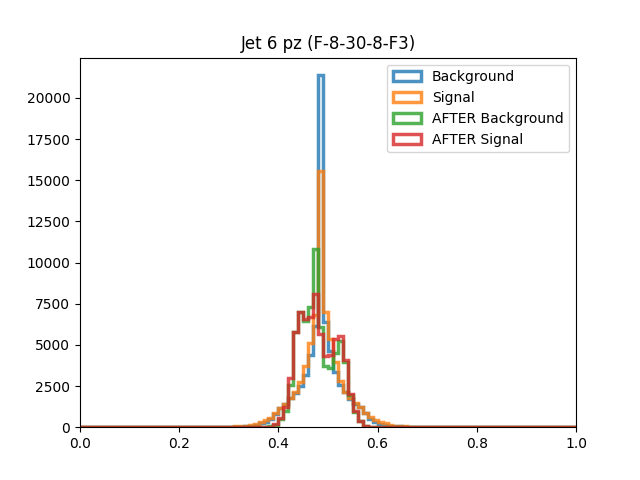 Jet 6 pz (F-8-30-8-F3)
Background
Signal
AFTER Background
AFTER Signal
20000
17500
15000
12500
10000
7500
5000
2500
0
0.0 0.2 0.4 0.6 0.8 1.0